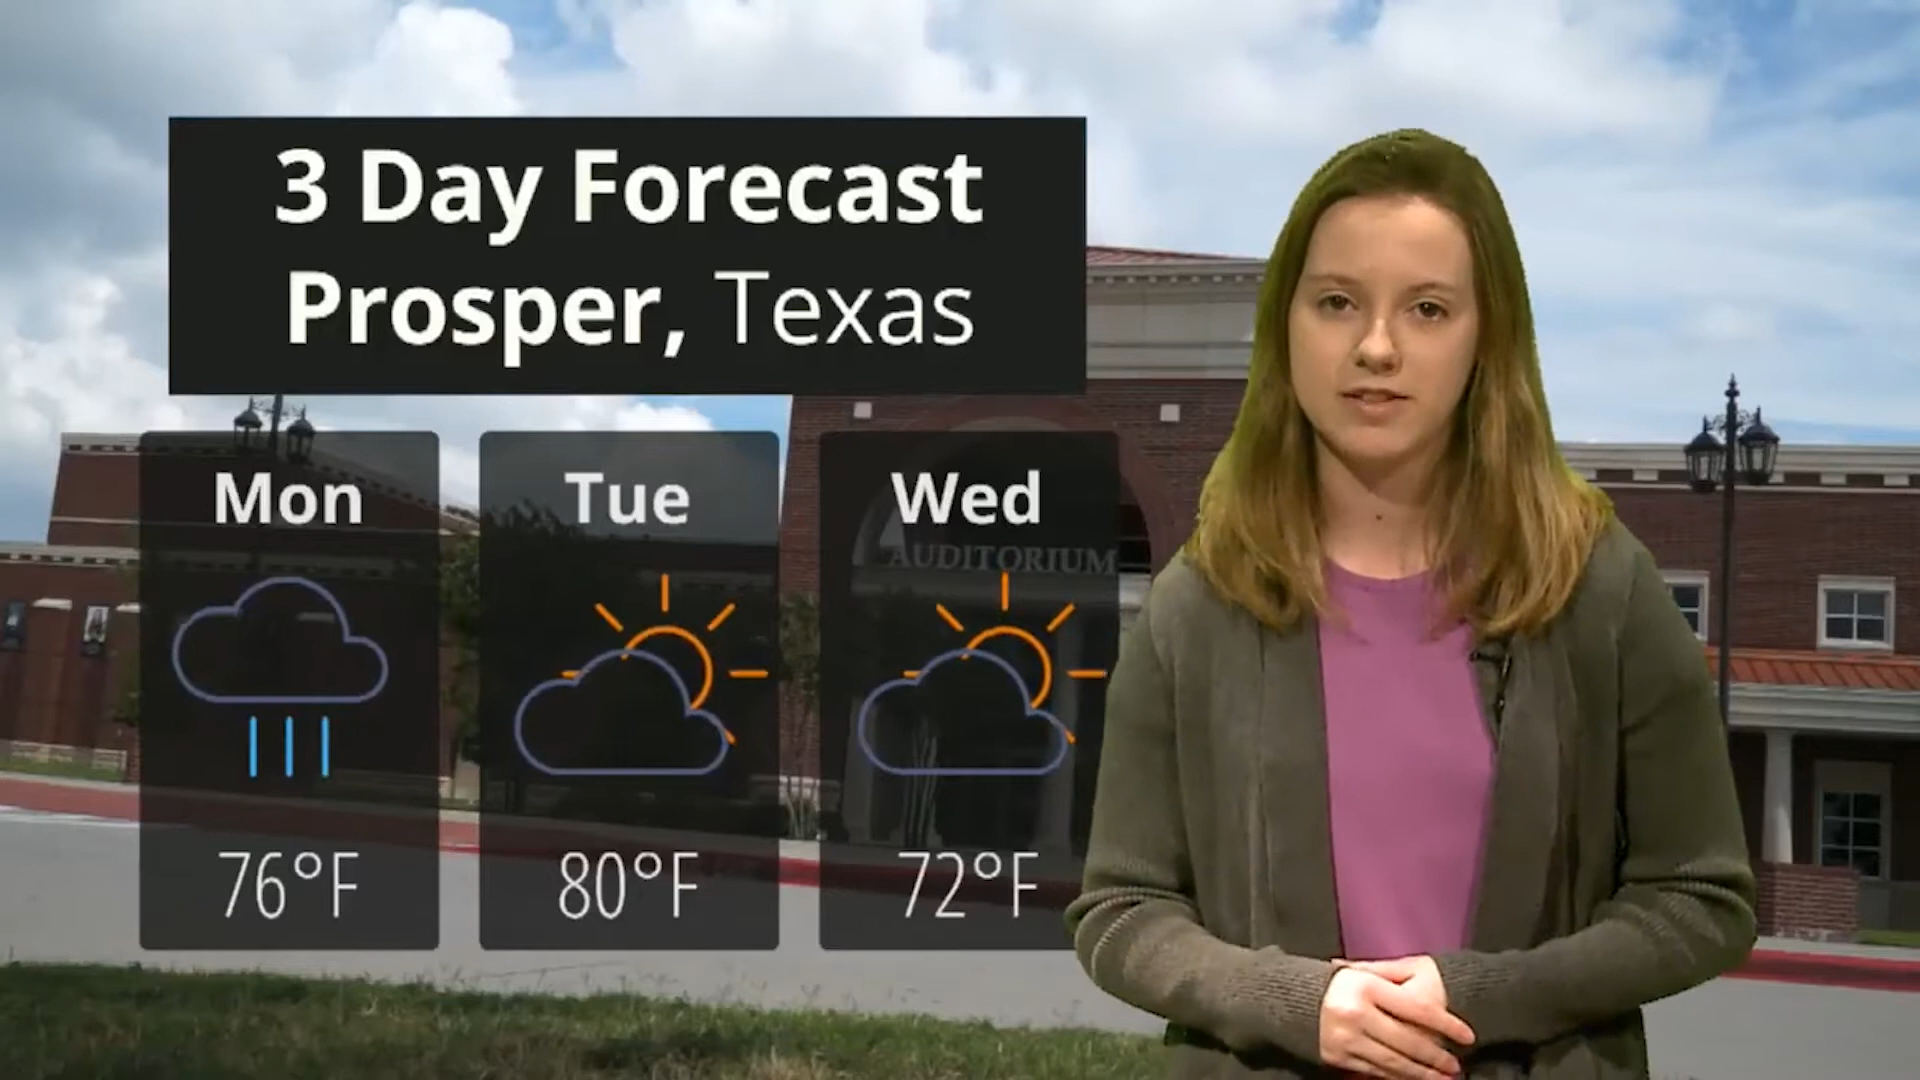 3 Day Forecast
Prosper, Texas
Mon
Tue
Wed
AUDITORIUM
76°F
80°F
72°F